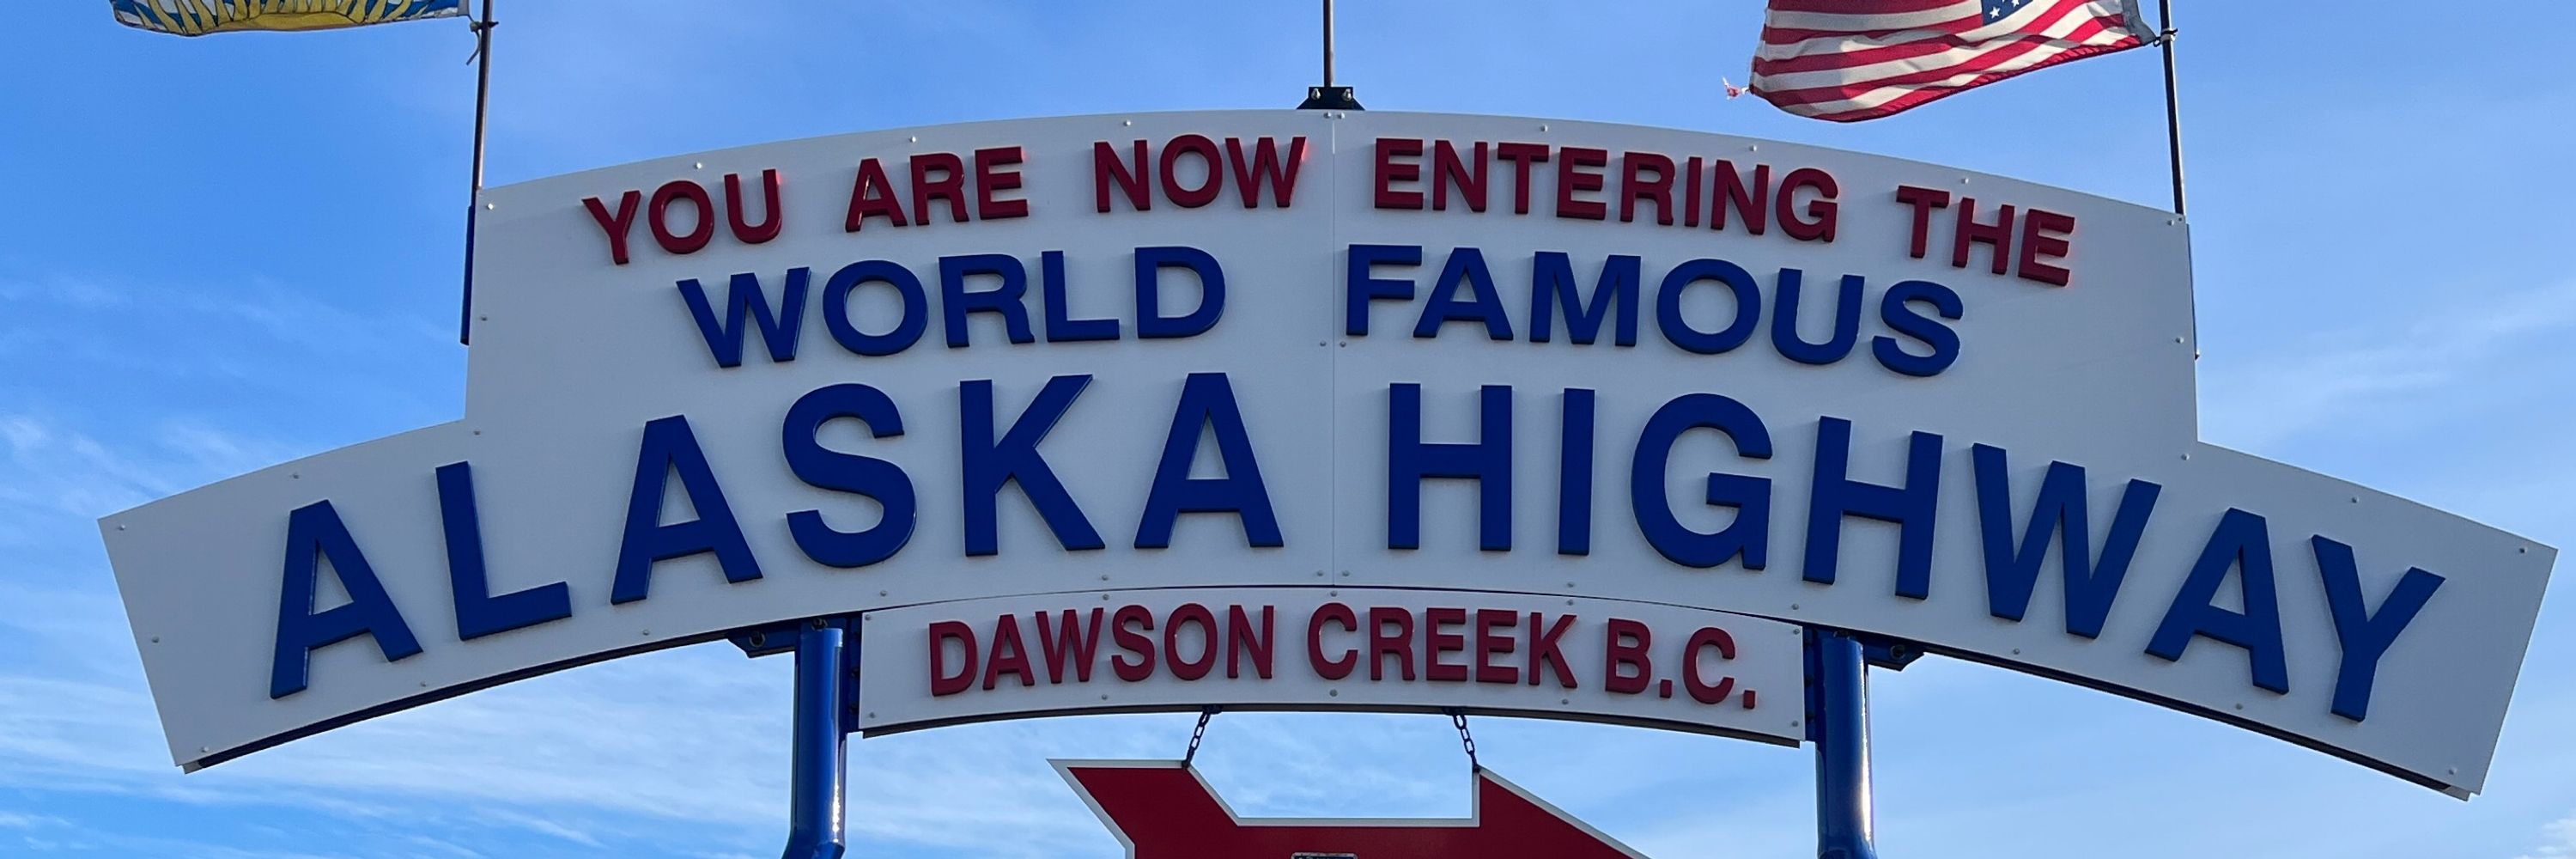 YOU ARE NOW ENTERING THE
WORLD FAMOUS
ALASKA HIGHWAY
DAWSON CREEK B.C.